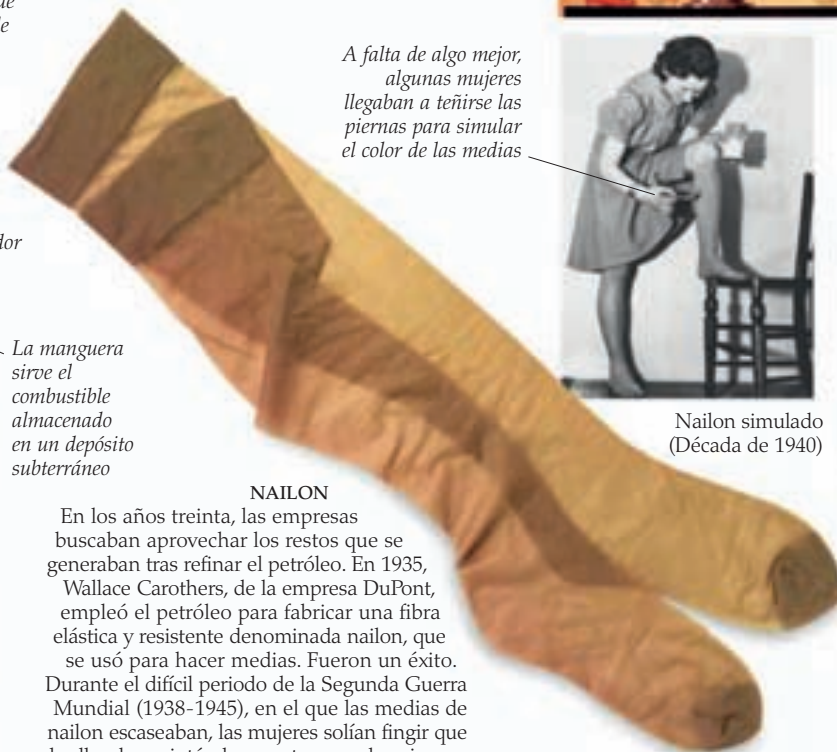 A falta de algo mejor,
algunas mujeres
llegaban a teñirse las
piernas para simular
el color de las medias
La manguera
sirve el
combustible
almacenado
en un depósito
subterráneo
Nailon simulado
(Década de 1940)
NAILON
En los años treinta, las empresas
buscaban aprovechar los restos que se
generaban tras refinar el petróleo. En 1935,
Wallace Carothers, de la empresa DuPont,
empleó el petróleo para fabricar una fibra
elástica y resistente denominada nailon, que
se usó para hacer medias. Fueron un éxito.
Durante el difícil periodo de la Segunda Guerra
Mundial (1938-1945), en el que las medias de
nailon escaseaban, las mujeres solían fingir que